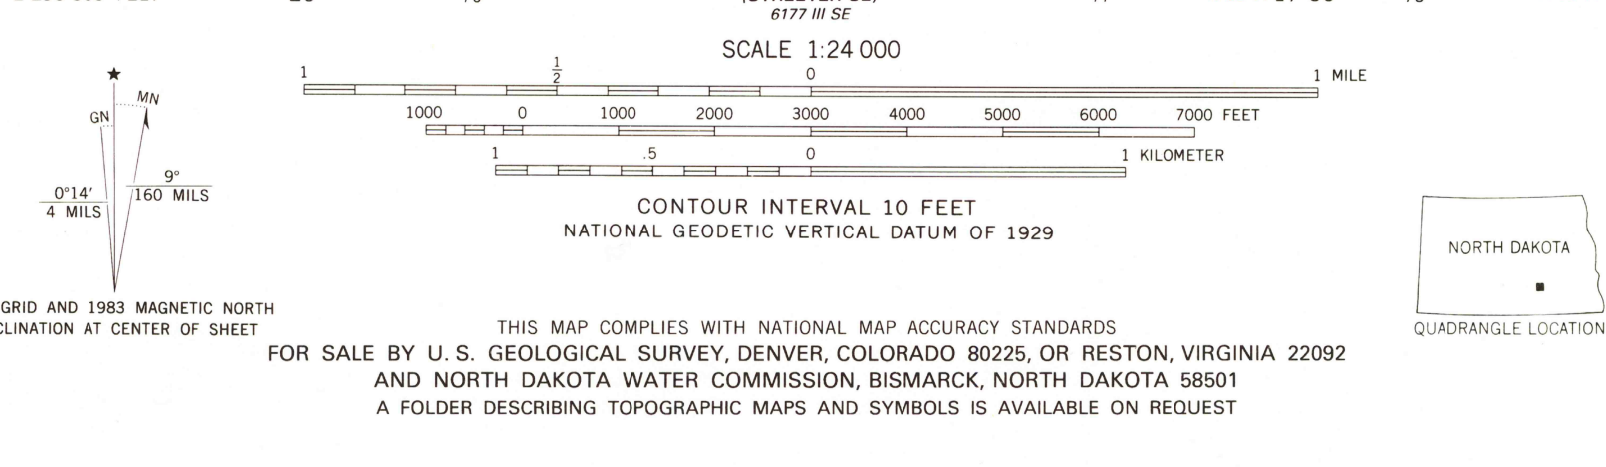 6177 III SE
SCALE 1:24 000
1 1/2 0 1 MILE
1000 0 1000 2000 3000 4000 5000 6000 7000 FEET
1 .5 0 1 KILOMETER
CONTOUR INTERVAL 10 FEET
NATIONAL GEODETIC VERTICAL DATUM OF 1929
★
MN
GN
0°14'
4 MILS
9°
160 MILS
GRID AND 1983 MAGNETIC NORTH
CLINATION AT CENTER OF SHEET
NORTH DAKOTA
QUADRANGLE LOCATION
THIS MAP COMPLIES WITH NATIONAL MAP ACCURACY STANDARDS
FOR SALE BY U. S. GEOLOGICAL SURVEY, DENVER, COLORADO 80225, OR RESTON, VIRGINIA 22092
AND NORTH DAKOTA WATER COMMISSION, BISMARCK, NORTH DAKOTA 58501
A FOLDER DESCRIBING TOPOGRAPHIC MAPS AND SYMBOLS IS AVAILABLE ON REQUEST